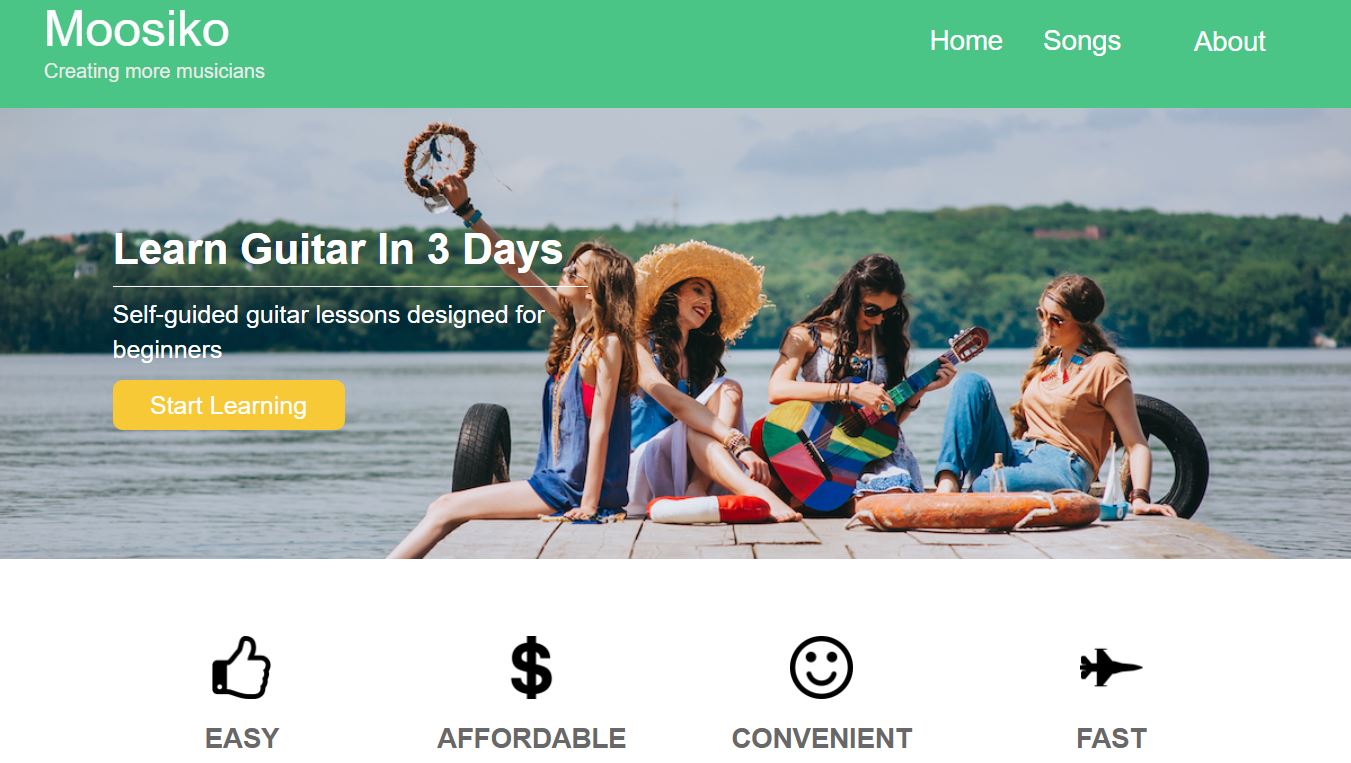 Moosiko
Creating more musicians
Home Songs About
Learn Guitar In 3 Days
Self-guided guitar lessons designed for
beginners
Start Learning
EASY AFFORDABLE CONVENIENT FAST